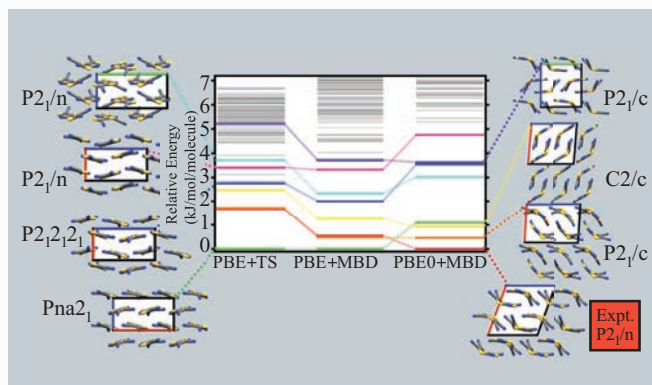 P2₁/n
P2₁/n
P2₁2₁2₁
Pna2₁
Relative Energy
(kJ/mol/molecule)
7
6
5
4
3
2
1
0
PBE+TS PBE+MBD PBE0+MBD
P2₁/c
C2/c
P2₁/c
Expt.
P2₁/n